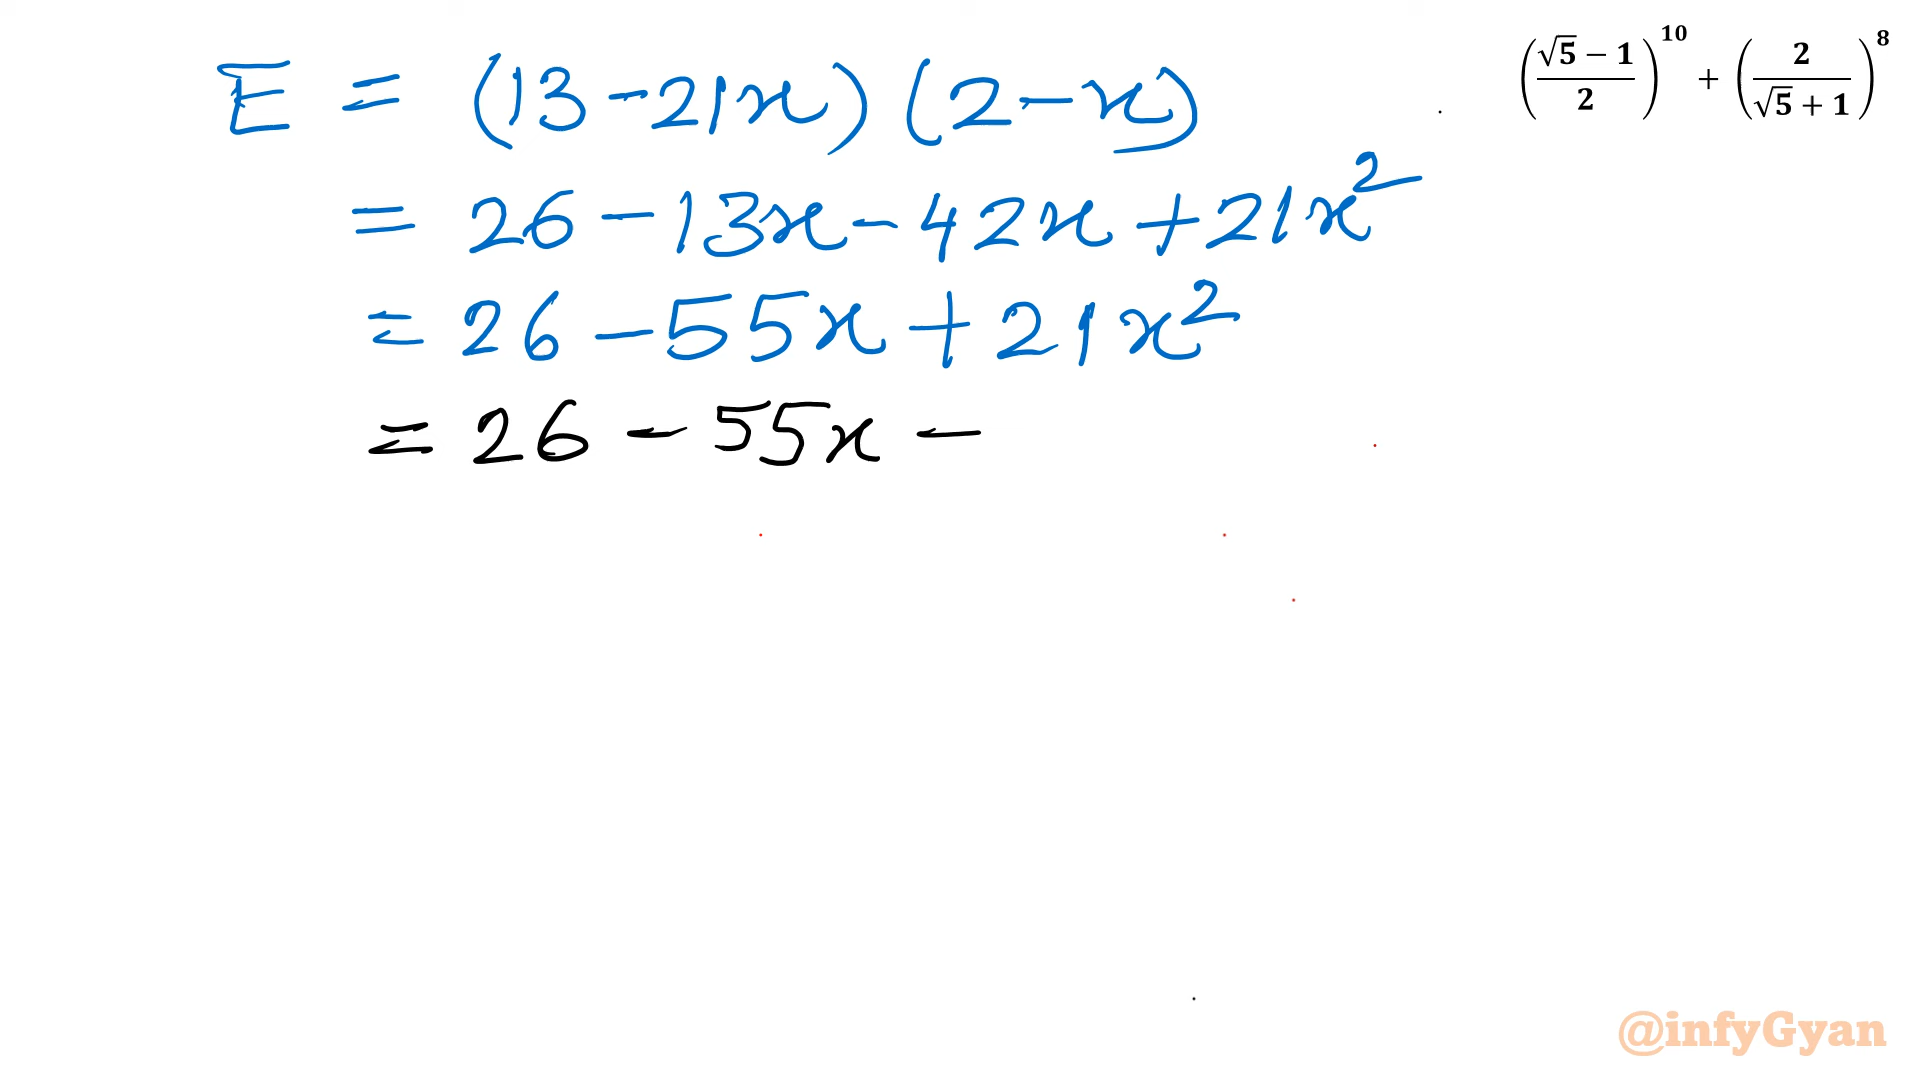 E = (13 - 21x)(2 - x)
= 26 - 13x - 42x + 21x²
= 26 - 55x + 21x²
= 26 - 55x -
((√5 - 1)/2)^10 + (2/(√5 + 1))^8
@infyGyan